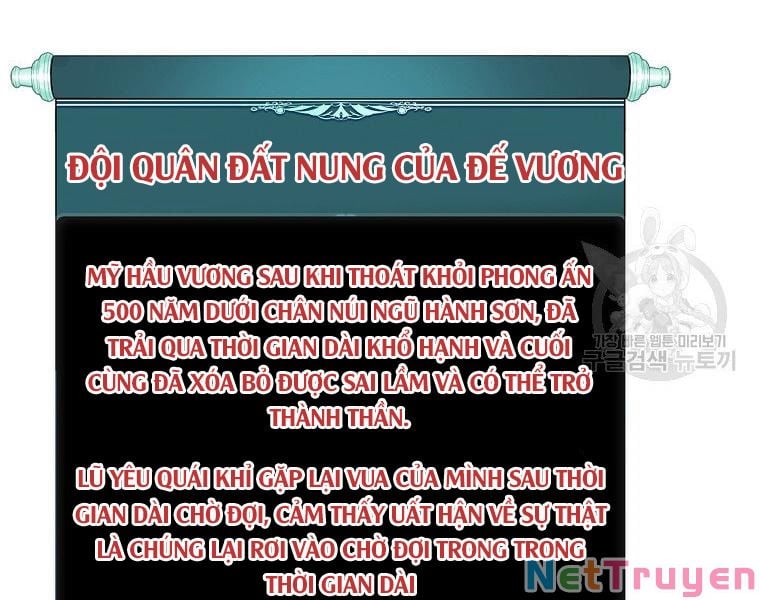 ĐỘI QUÂN ĐẤT NUNG CỦA ĐẾ VƯƠNG
MỸ HẦU VƯƠNG SAU KHI THOÁT KHỎI PHONG ẤN
500 NĂM DƯỚI CHÂN NÚI NGŨ HÀNH SƠN, ĐÃ
TRẢI QUA THỜI GIAN DÀI KHỔ HẠNH VÀ CUỐI
CÙNG ĐÃ XÓA BỎ ĐƯỢC SAI LẦM VÀ CÓ THỂ TRỞ
THÀNH THẦN.
LŨ YÊU QUÁI KHỈ GẶP LẠI VUA CỦA MÌNH SAU THỜI
GIAN DÀI CHỜ ĐỢI, CẢM THẤY UẤT HẬN VỀ SỰ THẬT
LÀ CHÚNG LẠI RƠI VÀO CHỜ ĐỢI TRONG TRONG
THỜI GIAN DÀI
가장 빠른 웹툰 미리보기
구글검색 뉴토끼
NetTruyen